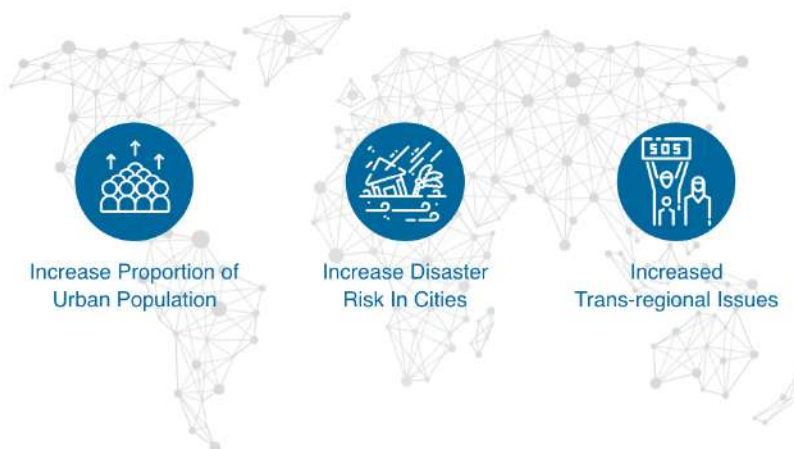 SOS
Increase Proportion of
Urban Population
Increase Disaster
Risk In Cities
Increased
Trans-regional Issues